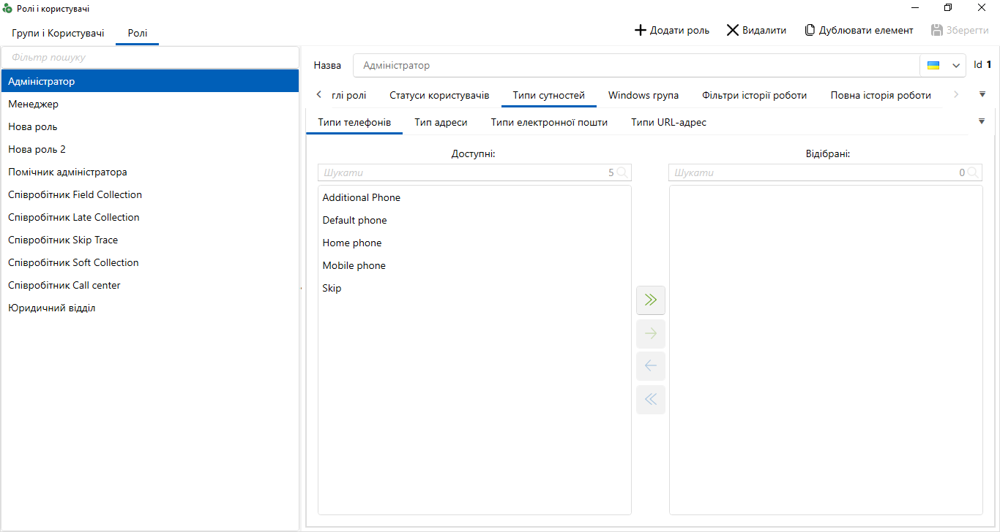 Ролі і користувачі
Групи і Користувачі Ролі
Додати роль Видалити Дублювати елемент Зберегти
Фільтр пошуку
Адміністратор
Менеджер
Нова роль
Нова роль 2
Помічник адміністратора
Співробітник Field Collection
Співробітник Late Collection
Співробітник Skip Trace
Співробітник Soft Collection
Співробітник Call center
Юридичний відділ
Назва Адміністратор Id 1
глі ролі Статуси користувачів Типи сутностей Windows група Фільтри історії роботи Повна історія роботи
Типи телефонів Тип адреси Типи електронної пошти Типи URL-адрес
Доступні: Відібрані:
Шукати 5 Шукати 0
Additional Phone
Default phone
Home phone
Mobile phone
Skip